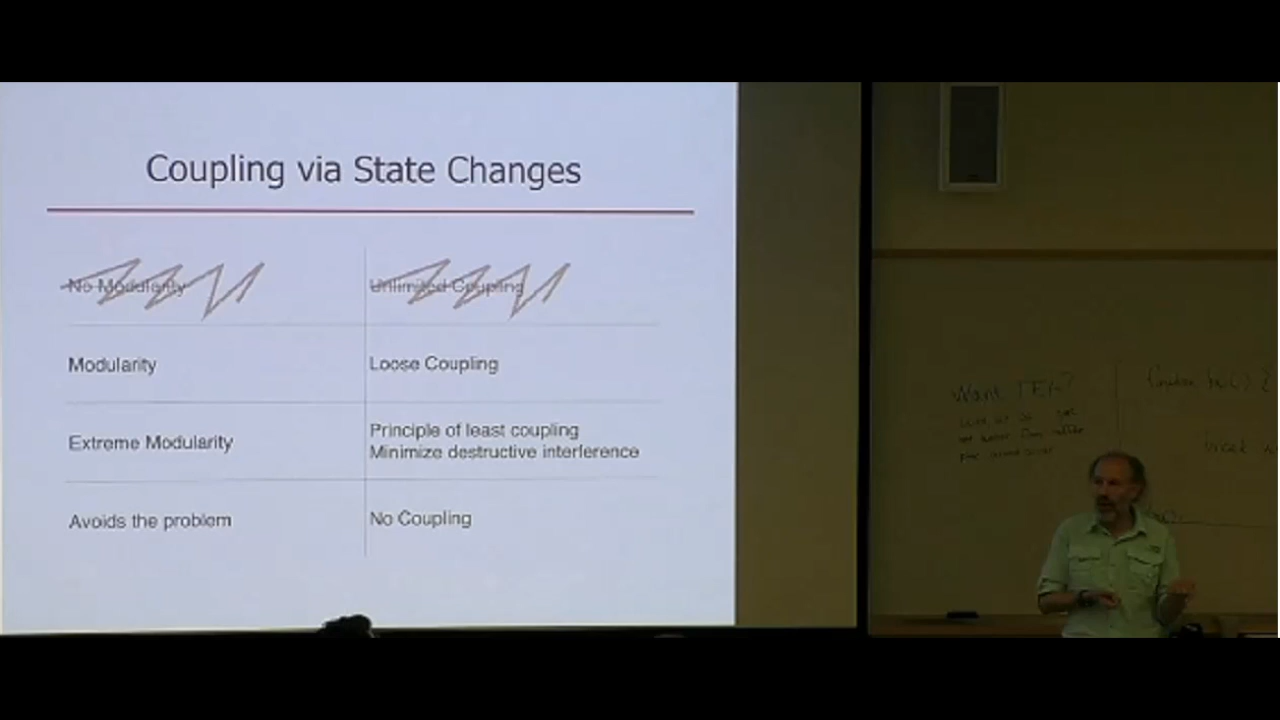 Coupling via State Changes
No Modularity
Unlimited Coupling
Modularity
Loose Coupling
Extreme Modularity
Principle of least coupling
Minimize destructive interference
Avoids the problem
No Coupling
Want